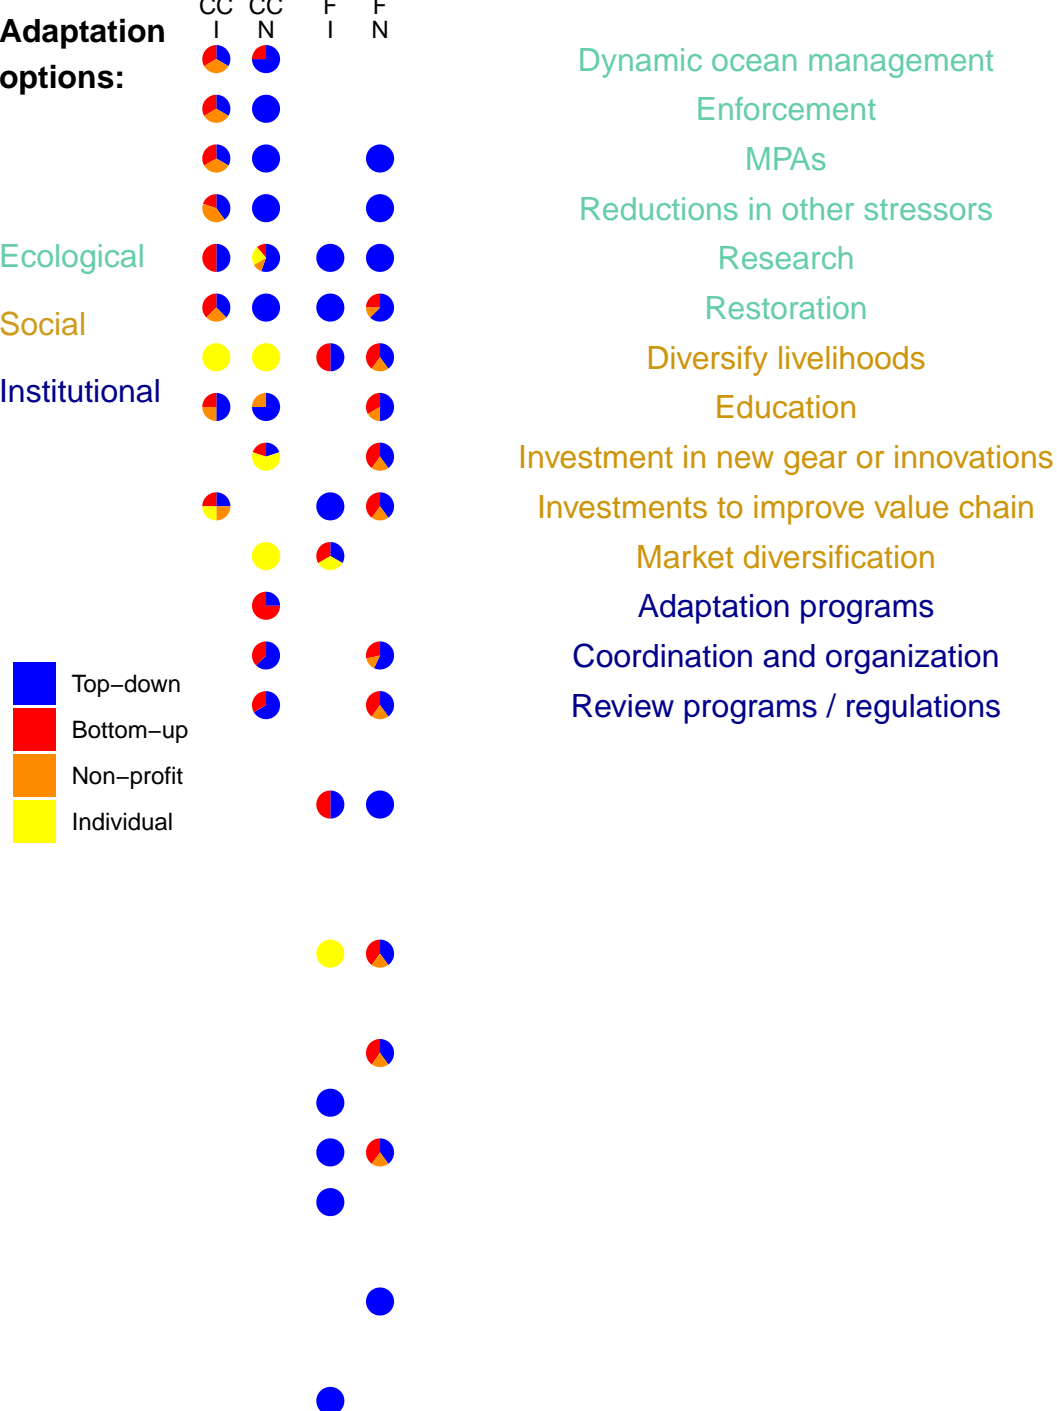 CC CC F F
Adaptation I N I N
options:
Dynamic ocean management
Enforcement
MPAs
Reductions in other stressors
Ecological
Research
Restoration
Social
Diversify livelihoods
Institutional
Education
Investment in new gear or innovations
Investments to improve value chain
Market diversification
Adaptation programs
Coordination and organization
Top−down
Review programs / regulations
Bottom−up
Non−profit
Individual